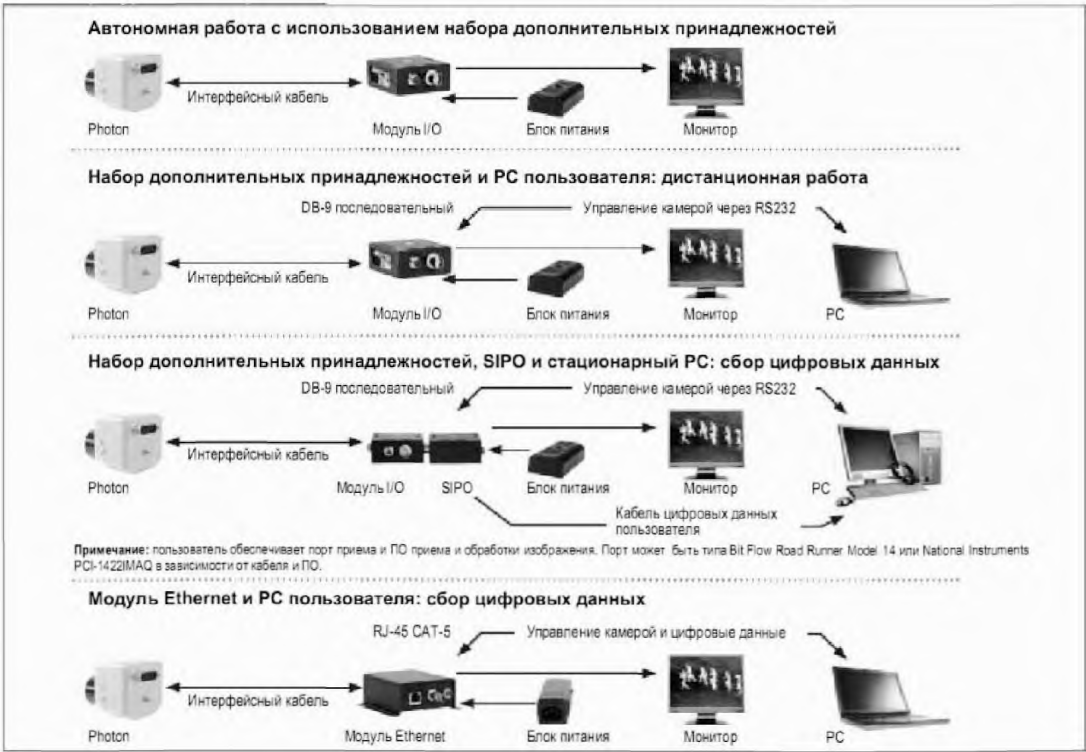 Автономная работа с использованием набора дополнительных принадлежностей
Интерфейсный кабель
Photon
Модуль I/O
Блок питания
Монитор
Набор дополнительных принадлежностей и PC пользователя: дистанционная работа
DB-9 последовательный
Управление камерой через RS232
Интерфейсный кабель
Photon
Модуль I/O
Блок питания
Монитор
PC
Набор дополнительных принадлежностей, SIPO и стационарный PC: сбор цифровых данных
DB-9 последовательный
Управление камерой через RS232
Интерфейсный кабель
Photon
Модуль I/O
SIPO
Блок питания
Монитор
PC
Кабель цифровых данных
пользователя
Примечание: пользователь обеспечивает порт приема и ПО приема и обработки изображения. Порт может быть типа Bit Flow Road Runner Model 14 или National Instruments
PCI-1422IMAQ в зависимости от кабеля и ПО.
Модуль Ethernet и PC пользователя: сбор цифровых данных
RJ-45 CAT-5
Управление камерой и цифровые данные
Интерфейсный кабель
Photon
Модуль Ethernet
Блок питания
Монитор
PC